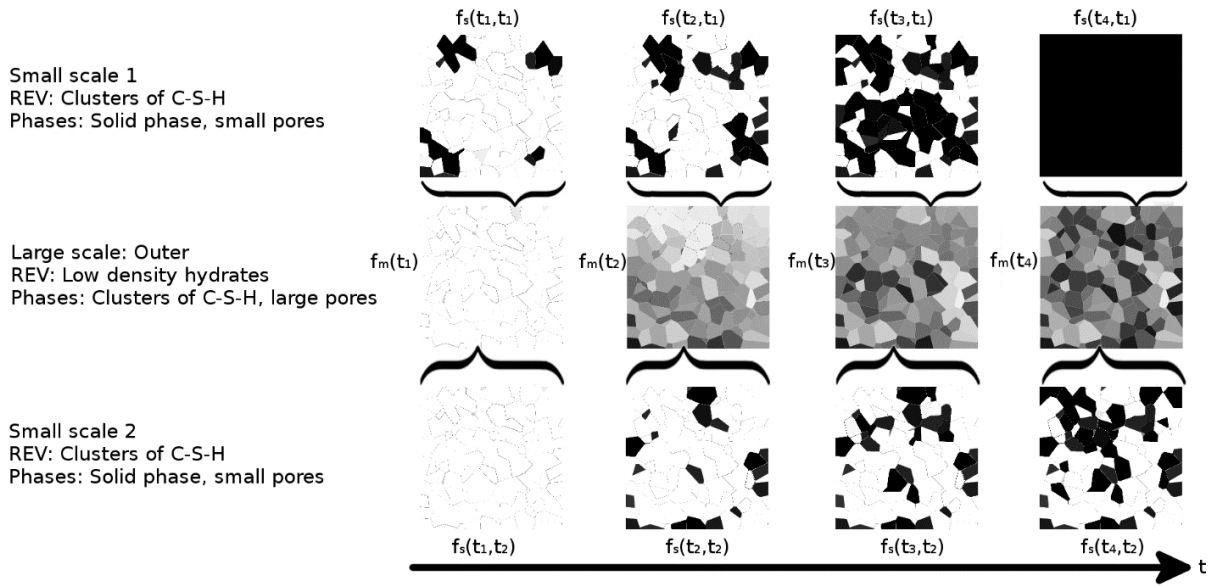 fₛ(t₁,t₁) fₛ(t₂,t₁) fₛ(t₃,t₁) fₛ(t₄,t₁)
Small scale 1
REV: Clusters of C-S-H
Phases: Solid phase, small pores
Large scale: Outer
REV: Low density hydrates
Phases: Clusters of C-S-H, large pores
fₘ(t₁) fₘ(t₂) fₘ(t₃) fₘ(t₄)
Small scale 2
REV: Clusters of C-S-H
Phases: Solid phase, small pores
fₛ(t₁,t₂) fₛ(t₂,t₂) fₛ(t₃,t₂) fₛ(t₄,t₂)
t